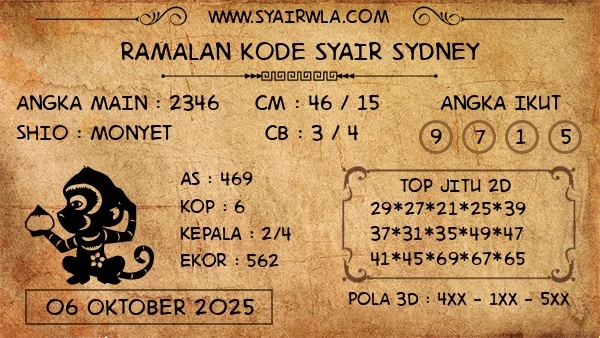 WWW.SYAIRWLA.COM
RAMALAN KODE SYAIR SYDNEY
ANGKA MAIN : 2346
CM : 46 / 15
ANGKA IKUT
SHIO : MONYET
CB : 3 / 4
9 7 1 5
AS : 469
KOP : 6
KEPALA : 2/4
EKOR : 562
TOP JITU 2D
29*27*21*25*39
37*31*35*49*47
41*45*69*67*65
06 OKTOBER 2025
POLA 3D : 4XX - 1XX - 5XX